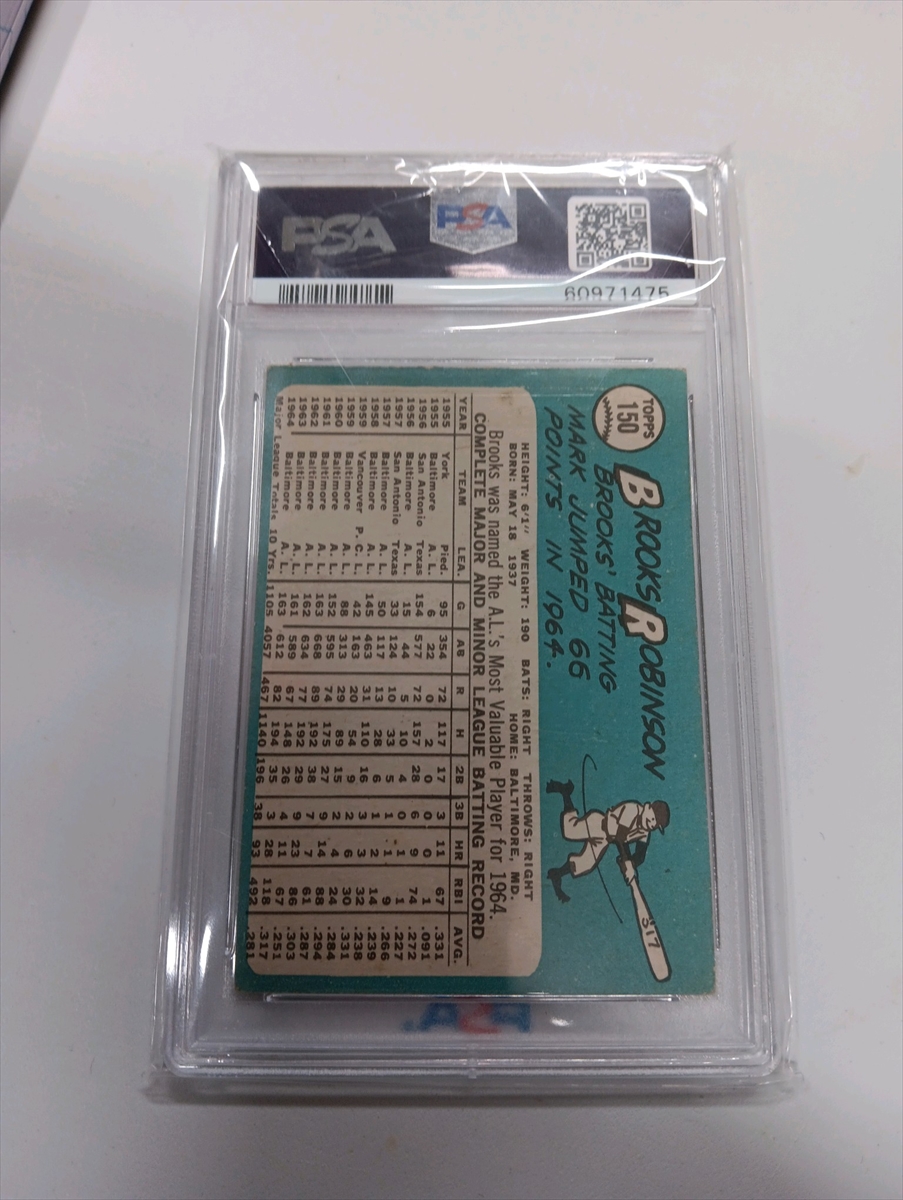 PSA
PSA
60971475
TOPPS
150
BROOKS ROBINSON
BROOKS' BATTING
MARK JUMPED 66
POINTS IN 1964.
317
HEIGHT: 6'1" WEIGHT: 190 BATS: RIGHT THROWS: RIGHT
BORN: MAY 18 1937 HOME: BALTIMORE, MD.
Brooks was named the A.L.'s Most Valuable Player for 1964.
COMPLETE MAJOR AND MINOR LEAGUE BATTING RECORD
YEAR TEAM LEA. G AB R H 2B 3B HR RBI AVG.
1955 York Pied. 95 354 72 117 17 3 11 67 .331
1955 Baltimore A. L. 6 22 0 2 0 0 0 1 .091
1956 San Antonio Texas 154 577 72 157 28 6 9 74 .272
1956 Baltimore A. L. 15 44 5 10 4 0 1 1 .227
1957 San Antonio Texas 33 124 10 33 5 1 1 9 .266
1957 Baltimore A. L. 50 117 13 28 6 1 2 14 .239
1958 Baltimore A. L. 145 463 31 110 16 3 3 32 .238
1959 Vancouver P. C. L. 42 163 20 54 9 2 6 30 .331
1959 Baltimore A. L. 88 313 29 89 15 2 4 24 .284
1960 Baltimore A. L. 152 595 74 175 27 9 14 88 .294
1961 Baltimore A. L. 163 668 89 192 38 7 7 61 .287
1962 Baltimore A. L. 162 634 77 192 29 9 23 86 .303
1963 Baltimore A. L. 161 589 67 148 26 4 11 67 .251
1964 Baltimore A. L. 163 612 82 194 35 3 28 118 .317
Major League Totals 10 Yrs. 1105 4057 467 1140 196 38 93 492 .281
PSA